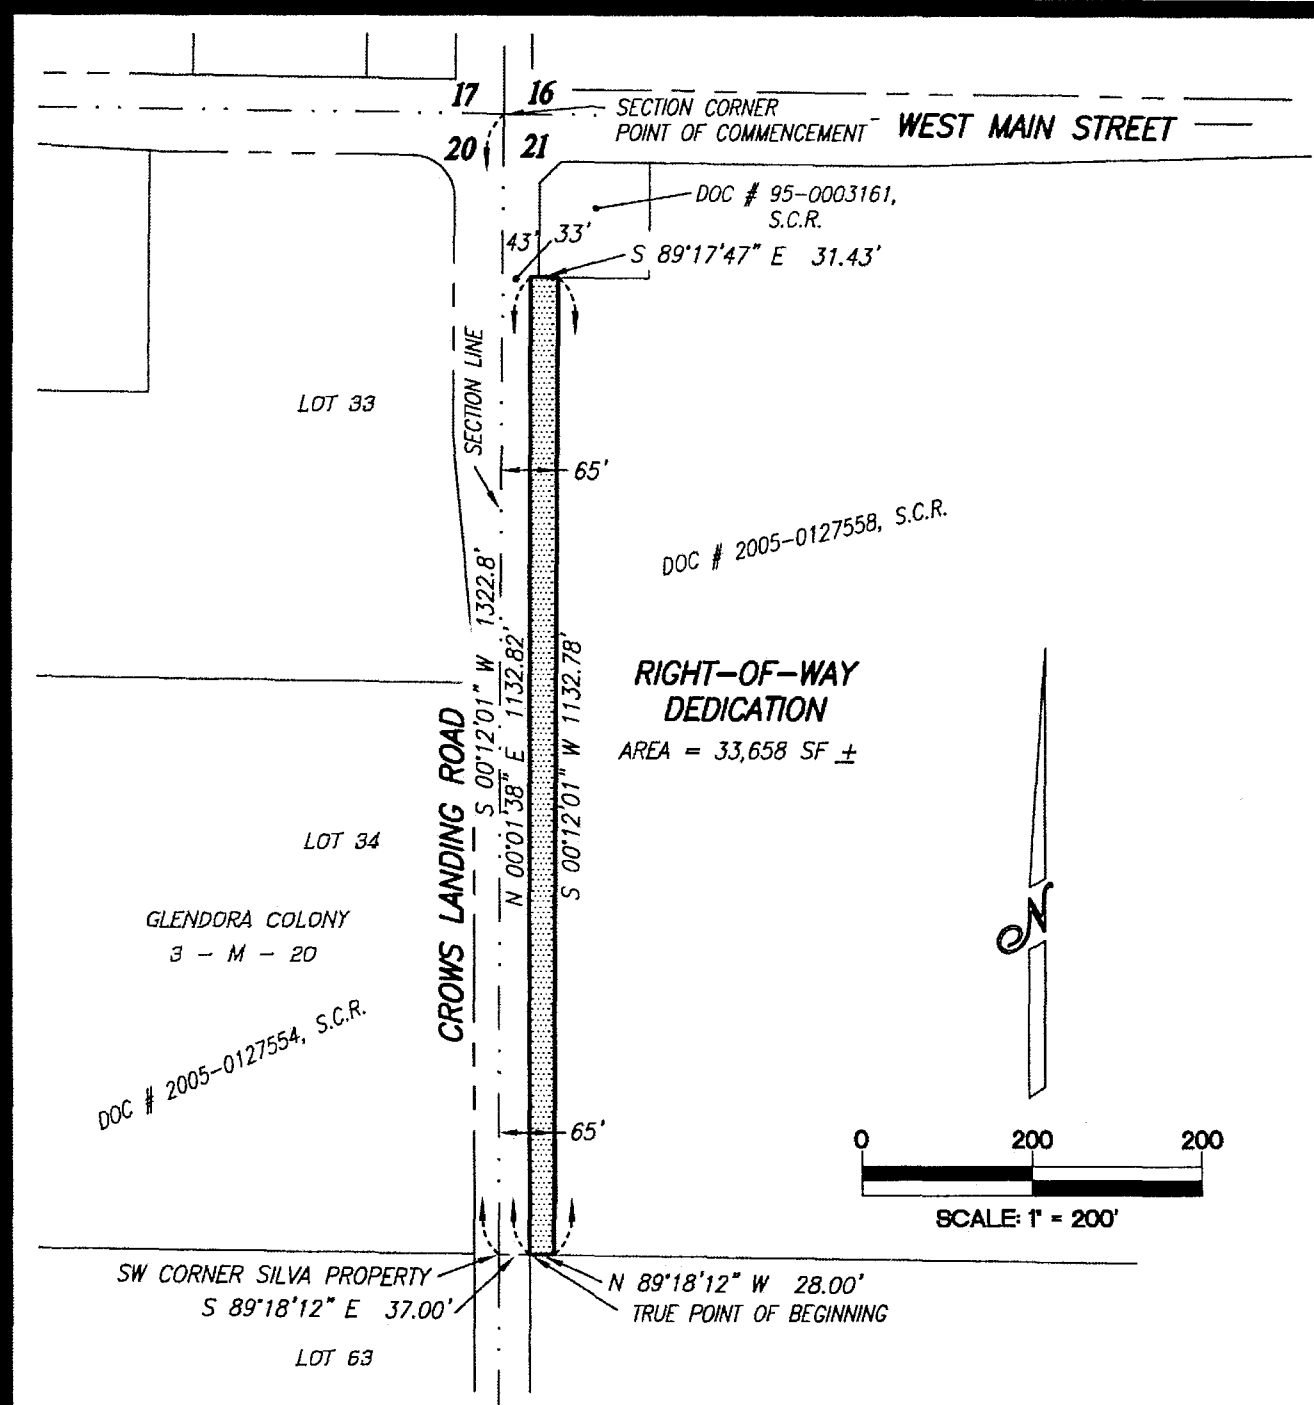 17
16
SECTION CORNER
POINT OF COMMENCEMENT
WEST MAIN STREET
20
21
DOC # 95-0003161,
S.C.R.
43'
33'
S 89°17'47" E 31.43'
SECTION LINE
LOT 33
65'
DOC # 2005-0127558, S.C.R.
S 00°12'01" W 1322.8'
N 00°01'38" E 1132.82'
S 00°12'01" W 1132.78'
RIGHT-OF-WAY
DEDICATION
AREA = 33,658 SF ±
CROWS LANDING ROAD
LOT 34
GLENDORA COLONY
3 - M - 20
N
DOC # 2005-0127554, S.C.R.
65'
0 200 200
SCALE: 1" = 200'
SW CORNER SILVA PROPERTY
S 89°18'12" E 37.00'
N 89°18'12" W 28.00'
TRUE POINT OF BEGINNING
LOT 63